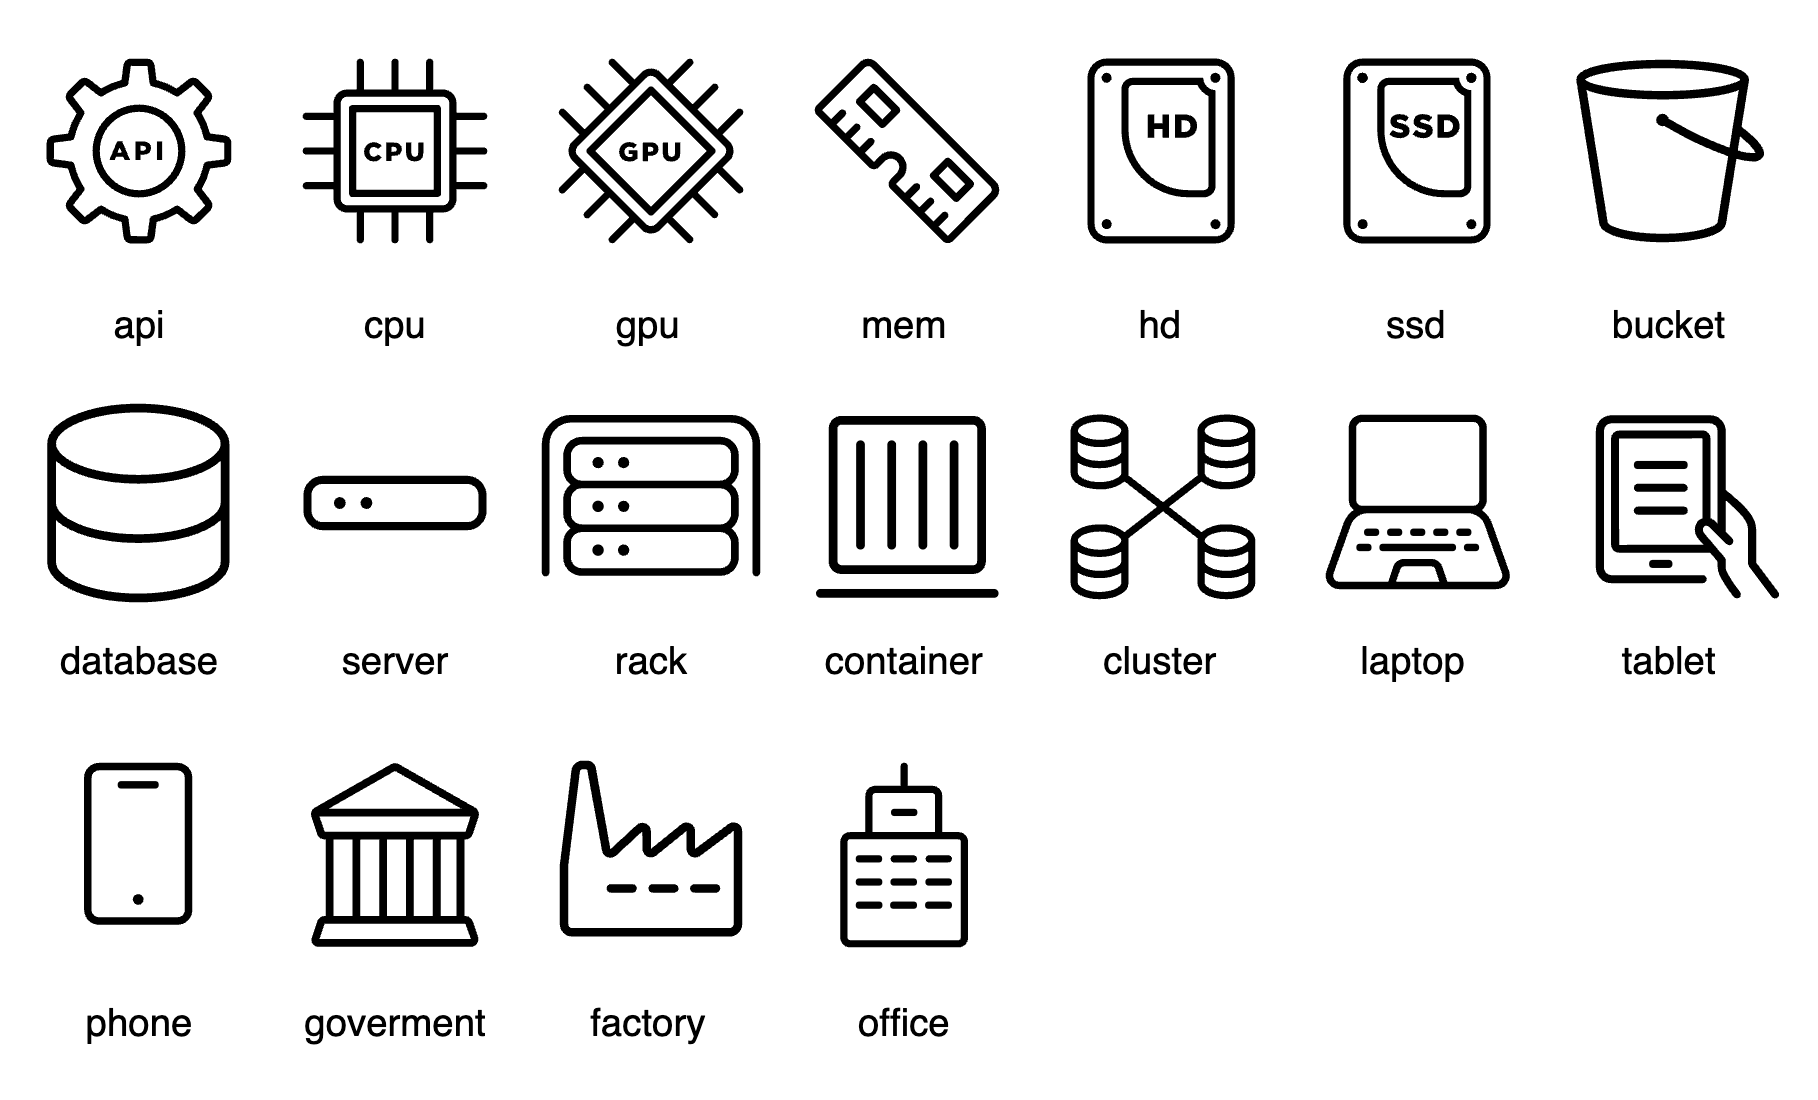 API CPU GPU HD SSD
api cpu gpu mem hd ssd bucket
database server rack container cluster laptop tablet
phone goverment factory office